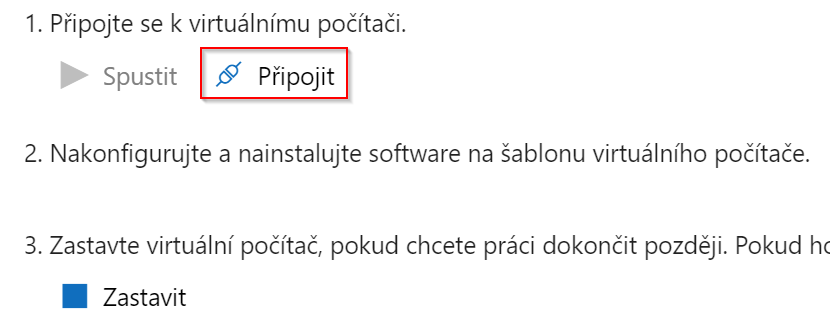 1. Připojte se k virtuálnímu počítači.
Spustit Připojit
2. Nakonfigurujte a nainstalujte software na šablonu virtuálního počítače.
3. Zastavte virtuální počítač, pokud chcete práci dokončit později. Pokud
Zastavit